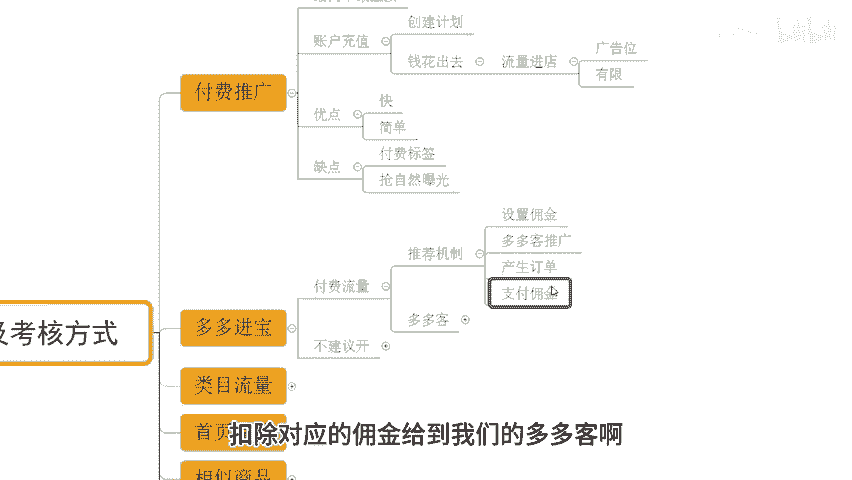 创建计划
账户充值
钱花出去
流量进店
广告位
有限
付费推广
优点
快
简单
缺点
付费标签
抢自然曝光
设置佣金
推荐机制
多多客推广
产生订单
付费流量
支付佣金
多多客
多多进宝
不建议开
及考核方式
类目流量
首页
扣除对应的佣金给到我们的多多客啊
相似商品